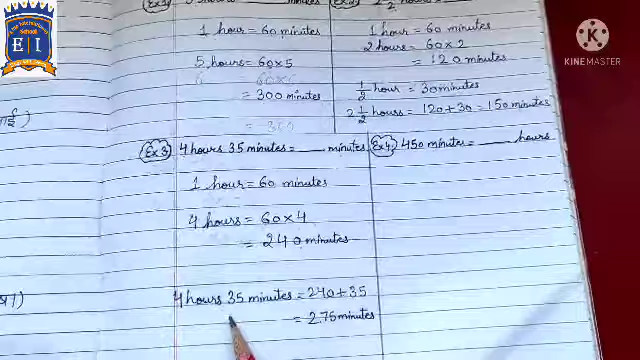 1 hour = 60 minutes
5 hours = 60×5
= 300 minutes
= 300
1 hour = 60 minutes
2 hours = 60×2
= 120 minutes
1/2 hour = 30 minutes
2 1/2 hours = 120+30 = 150 minutes
Ex 3 4 hours 35 minutes = ___ minutes
1 hour = 60 minutes
4 hours = 60×4
= 240 minutes
4 hours 35 minutes = 240+35
= 275 minutes
Ex 4 450 minutes = ___ hours
School
EI
KINEMASTER